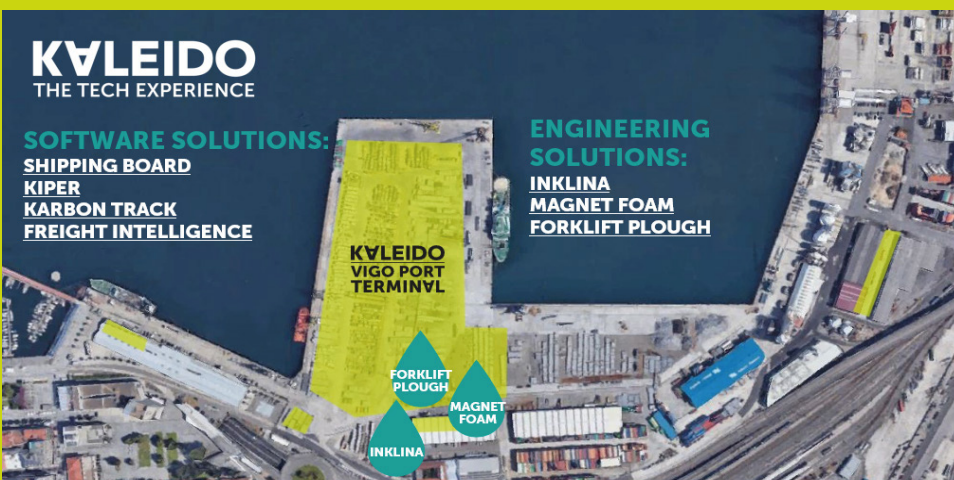 KALEIDO
THE TECH EXPERIENCE
SOFTWARE SOLUTIONS:
SHIPPING BOARD
KIPER
KARBON TRACK
FREIGHT INTELLIGENCE
ENGINEERING
SOLUTIONS:
INKLINA
MAGNET FOAM
FORKLIFT PLOUGH
KALEIDO
VIGO PORT
TERMINAL
FORKLIFT
PLOUGH
MAGNET
FOAM
INKLINA